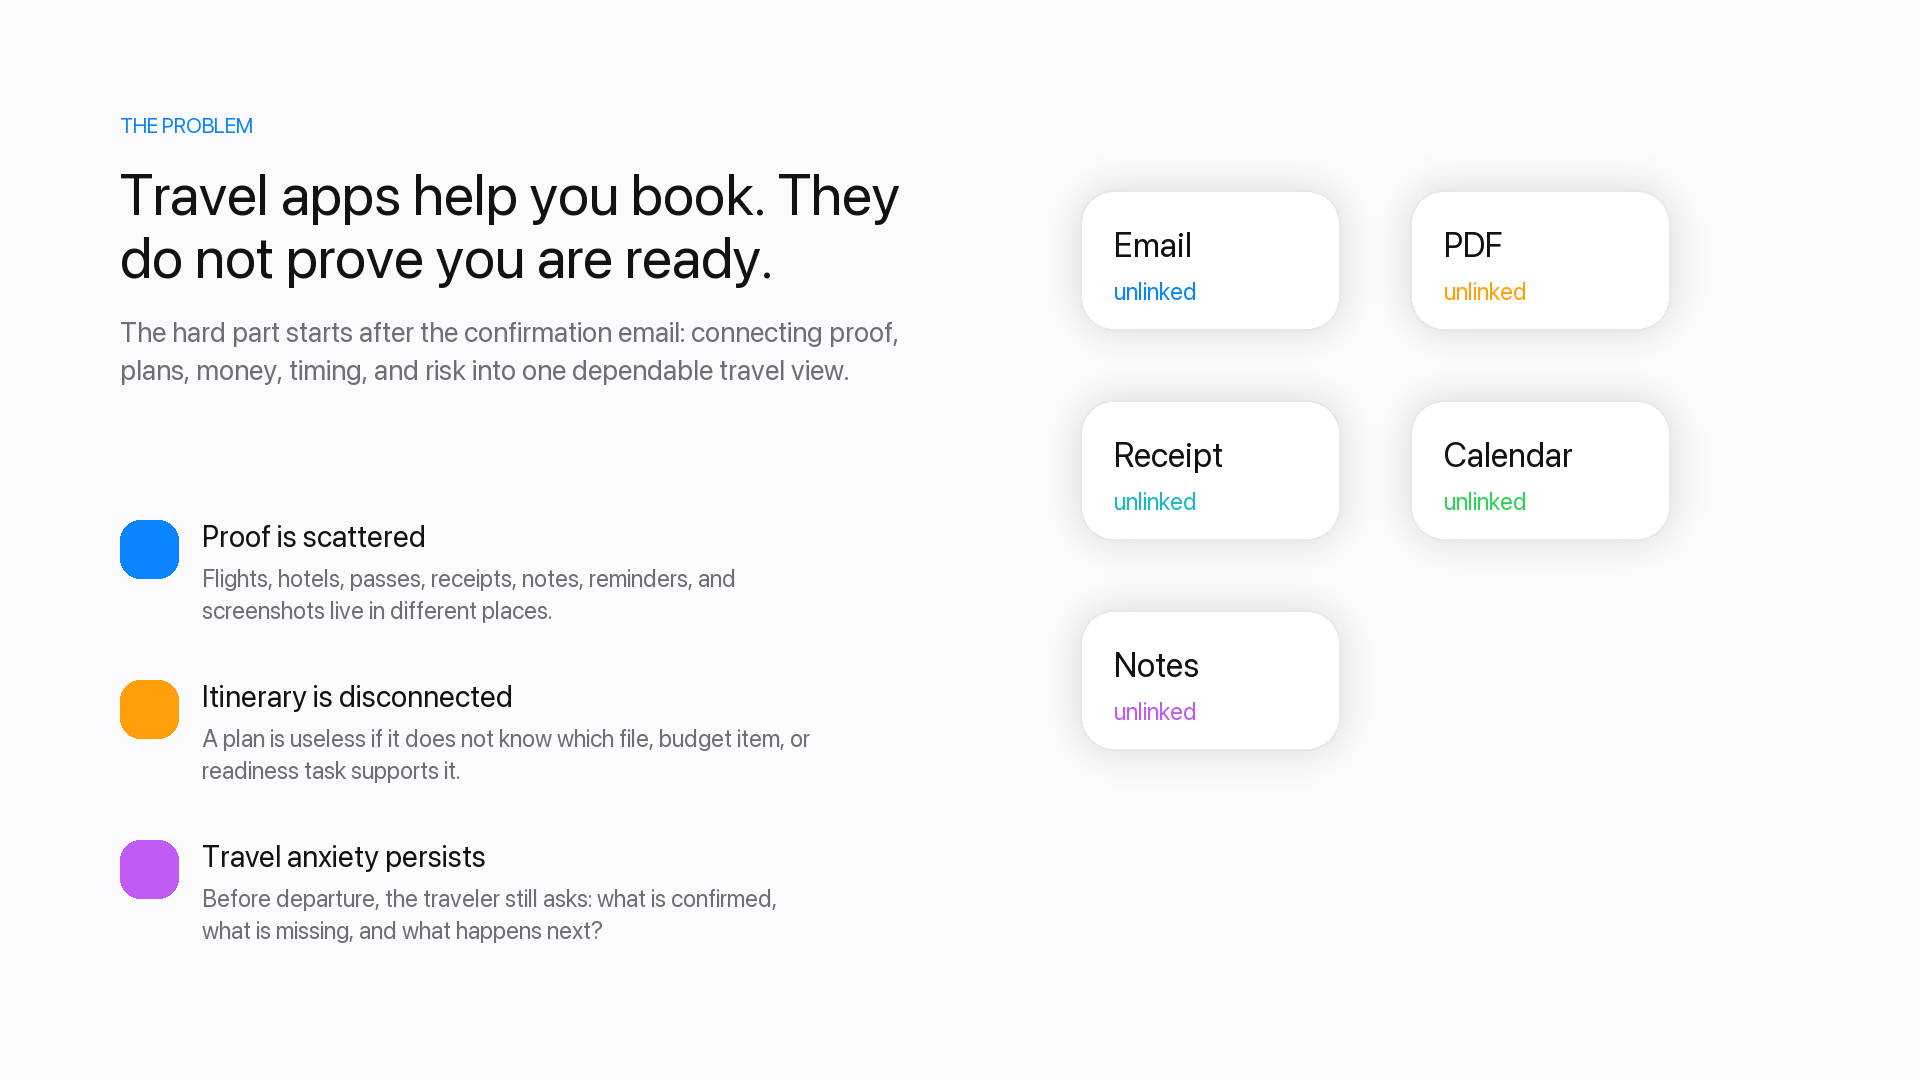 THE PROBLEM
Travel apps help you book. They
do not prove you are ready.
The hard part starts after the confirmation email: connecting proof,
plans, money, timing, and risk into one dependable travel view.
Proof is scattered
Flights, hotels, passes, receipts, notes, reminders, and
screenshots live in different places.
Itinerary is disconnected
A plan is useless if it does not know which file, budget item, or
readiness task supports it.
Travel anxiety persists
Before departure, the traveler still asks: what is confirmed,
what is missing, and what happens next?
Email
unlinked
PDF
unlinked
Receipt
unlinked
Calendar
unlinked
Notes
unlinked